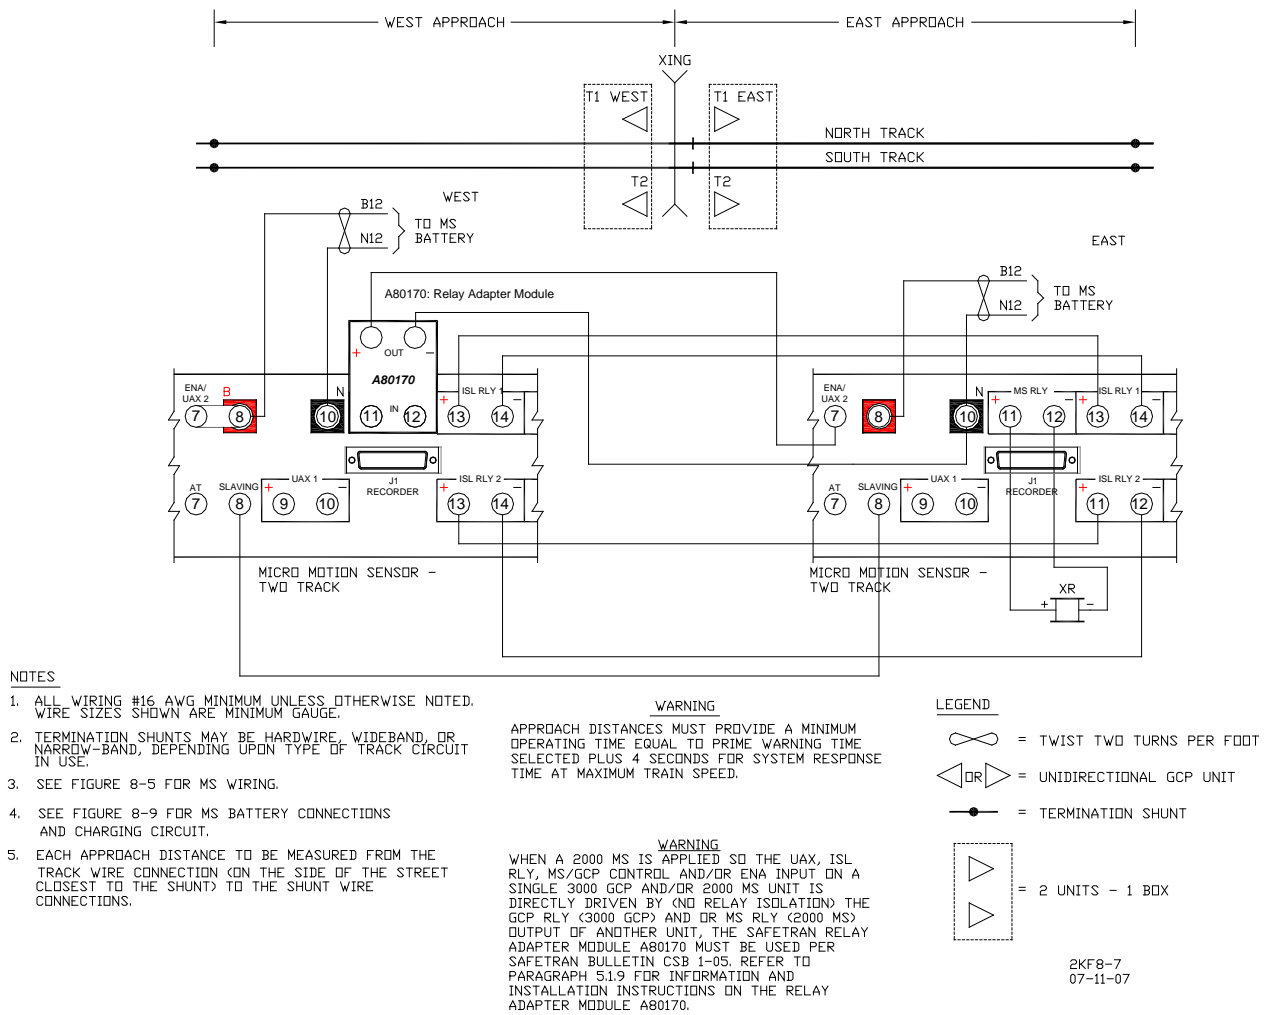 WEST APPROACH
EAST APPROACH
XING
T1 WEST
T1 EAST
NORTH TRACK
SOUTH TRACK
T2
T2
WEST
B12
N12
TO MS
BATTERY
EAST
B12
N12
TO MS
BATTERY
A80170: Relay Adapter Module
+ OUT −
A80170
11 IN 12
ENA/
UAX 2
7
B
8
N
10
ISL RLY 1
+ −
13 14
J1
RECORDER
AT
7
SLAVING
8
UAX 1
+ −
9 10
ISL RLY 2
+ −
13 14
MICRO MOTION SENSOR -
TWO TRACK
ENA/
UAX 2
7
8
N
10
MS RLY
+ −
11 12
ISL RLY 1
+ −
13 14
J1
RECORDER
AT
7
SLAVING
8
UAX 1
+ −
9 10
ISL RLY 2
+ −
11 12
MICRO MOTION SENSOR -
TWO TRACK
XR
+ −
NOTES
1. ALL WIRING #16 AWG MINIMUM UNLESS OTHERWISE NOTED.
WIRE SIZES SHOWN ARE MINIMUM GAUGE.
2. TERMINATION SHUNTS MAY BE HARDWIRE, WIDEBAND, OR
NARROW-BAND, DEPENDING UPON TYPE OF TRACK CIRCUIT
IN USE.
3. SEE FIGURE 8-5 FOR MS WIRING.
4. SEE FIGURE 8-9 FOR MS BATTERY CONNECTIONS
AND CHARGING CIRCUIT.
5. EACH APPROACH DISTANCE TO BE MEASURED FROM THE
TRACK WIRE CONNECTION (ON THE SIDE OF THE STREET
CLOSEST TO THE SHUNT) TO THE SHUNT WIRE
CONNECTIONS.
WARNING
APPROACH DISTANCES MUST PROVIDE A MINIMUM
OPERATING TIME EQUAL TO PRIME WARNING TIME
SELECTED PLUS 4 SECONDS FOR SYSTEM RESPONSE
TIME AT MAXIMUM TRAIN SPEED.
WARNING
WHEN A 2000 MS IS APPLIED SO THE UAX, ISL
RLY, MS/GCP CONTROL AND/OR ENA INPUT ON A
SINGLE 3000 GCP AND/OR 2000 MS UNIT IS
DIRECTLY DRIVEN BY (NO RELAY ISOLATION) THE
GCP RLY (3000 GCP) AND OR MS RLY (2000 MS)
OUTPUT OF ANOTHER UNIT, THE SAFETRAN RELAY
ADAPTER MODULE A80170 MUST BE USED PER
SAFETRAN BULLETIN CSB 1-05. REFER TO
PARAGRAPH 5.1.9 FOR INFORMATION AND
INSTALLATION INSTRUCTIONS ON THE RELAY
ADAPTER MODULE A80170.
LEGEND
= TWIST TWO TURNS PER FOOT
OR = UNIDIRECTIONAL GCP UNIT
= TERMINATION SHUNT
= 2 UNITS - 1 BOX
2KF8-7
07-11-07